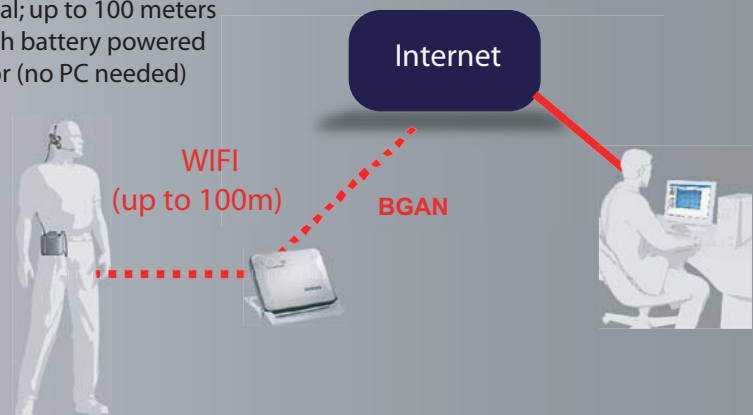 al; up to 100 meters
h battery powered
or (no PC needed)
Internet
WIFI
(up to 100m)
BGAN